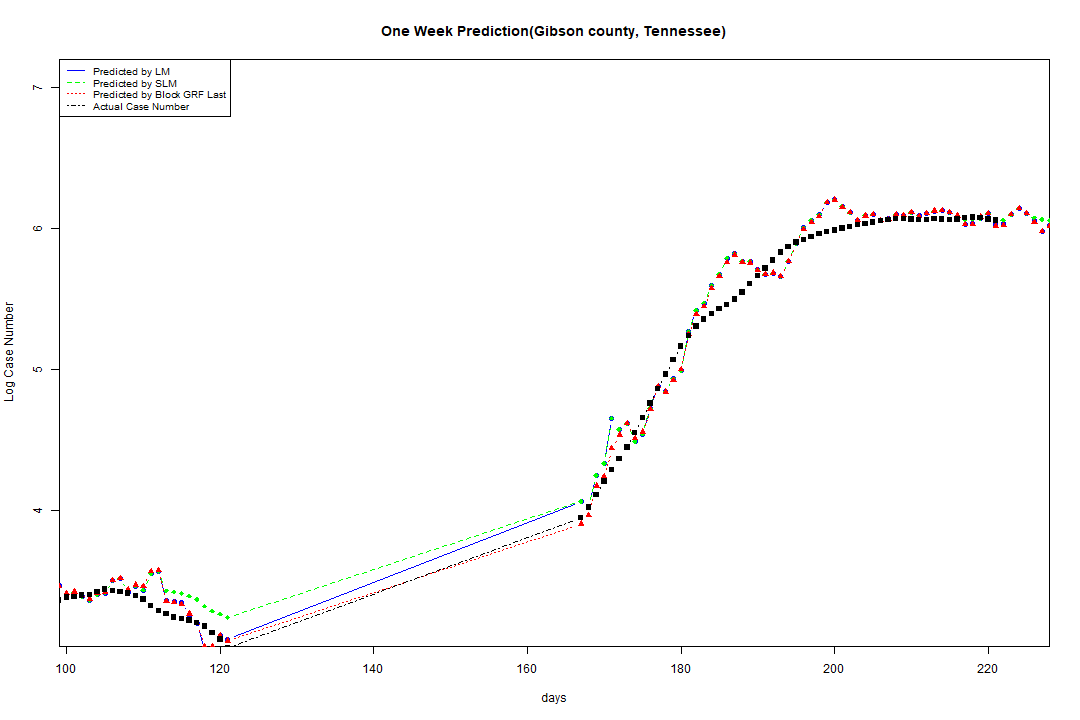 One Week Prediction(Gibson county, Tennessee)
Predicted by LM
Predicted by SLM
Predicted by Block GRF Last
Actual Case Number
7
6
5
4
Log Case Number
100 120 140 160 180 200 220
days